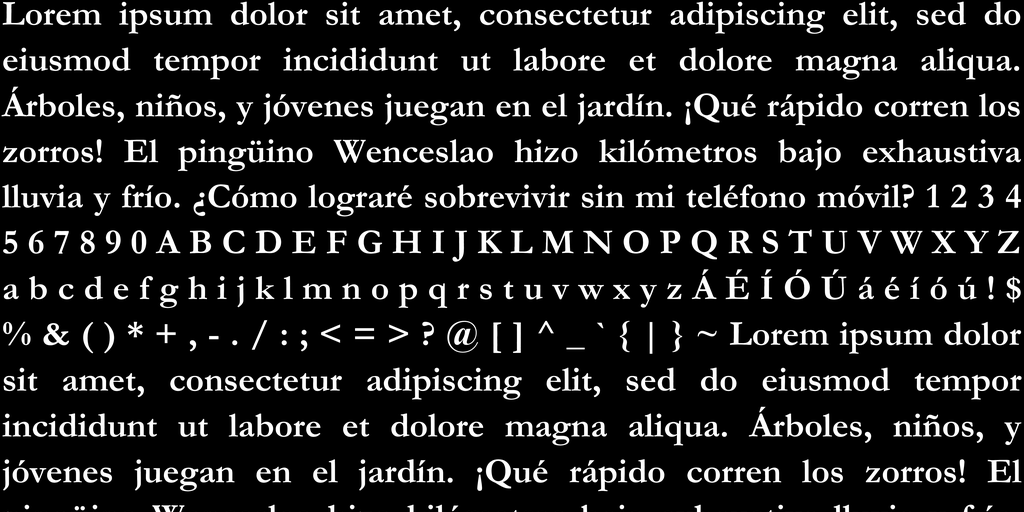 Lorem ipsum dolor sit amet, consectetur adipiscing elit, sed do
eiusmod tempor incididunt ut labore et dolore magna aliqua.
Árboles, niños, y jóvenes juegan en el jardín. ¡Qué rápido corren los
zorros! El pingüino Wenceslao hizo kilómetros bajo exhaustiva
lluvia y frío. ¿Cómo lograré sobrevivir sin mi teléfono móvil? 1 2 3 4
5 6 7 8 9 0 A B C D E F G H I J K L M N O P Q R S T U V W X Y Z
a b c d e f g h i j k l m n o p q r s t u v w x y z Á É Í Ó Ú á é í ó ú ! $
% & ( ) * + , - . / : ; < = > ? @ [ ] ^ _ ` { | } ~ Lorem ipsum dolor
sit amet, consectetur adipiscing elit, sed do eiusmod tempor
incididunt ut labore et dolore magna aliqua. Árboles, niños, y
jóvenes juegan en el jardín. ¡Qué rápido corren los zorros! El